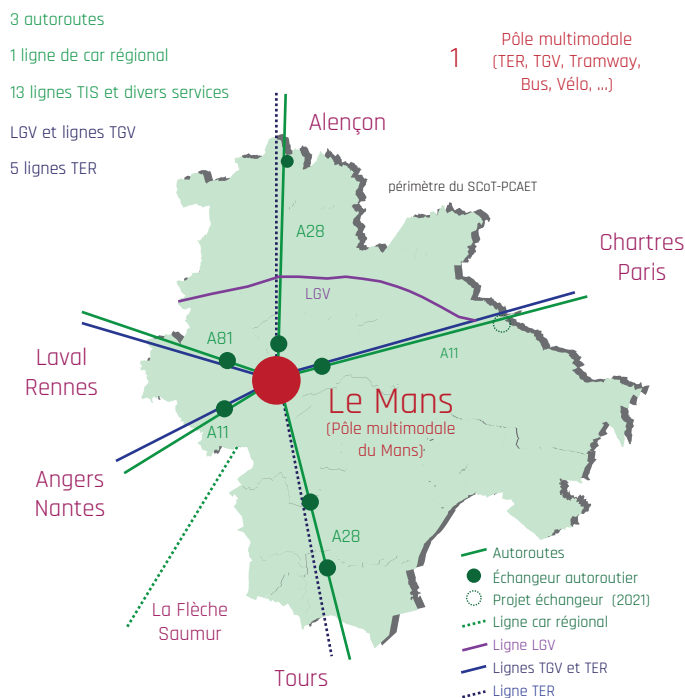 3 autoroutes
1 ligne de car régional
13 lignes TIS et divers services
LGV et lignes TGV
5 lignes TER
1
Pôle multimodale
(TER, TGV, Tramway,
Bus, Vélo, ...)
Alençon
périmètre du SCoT-PCAET
A28
Chartres
Paris
LGV
A81
A11
Laval
Rennes
Le Mans
(Pôle multimodale
du Mans)
A11
Angers
Nantes
A28
La Flèche
Saumur
Tours
Autoroutes
Échangeur autoroutier
Projet échangeur (2021)
Ligne car régional
Ligne LGV
Lignes TGV et TER
Ligne TER